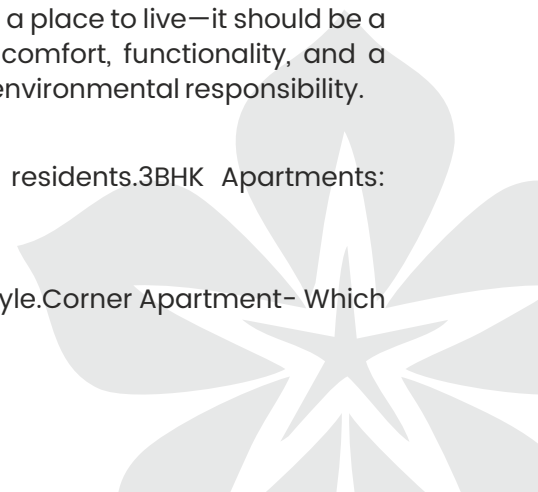 a place to live—it should be a
comfort, functionality, and a
environmental responsibility.
residents.3BHK Apartments:
yle.Corner Apartment- Which